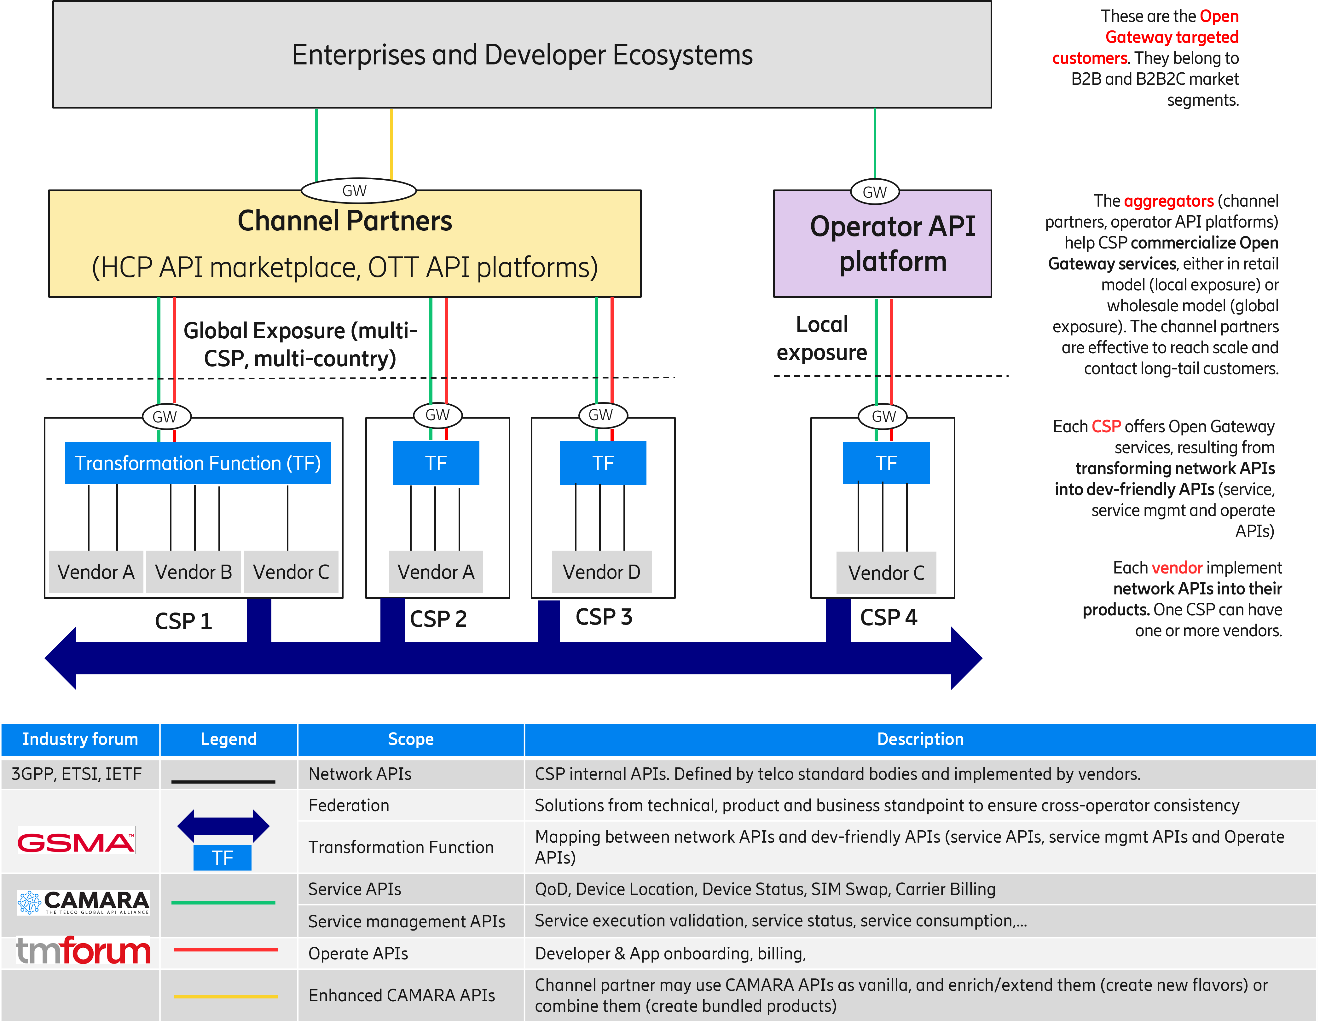 Enterprises and Developer Ecosystems
These are the Open
Gateway targeted
customers. They belong to
B2B and B2B2C market
segments.
GW
Channel Partners
(HCP API marketplace, OTT API platforms)
GW
Operator API
platform
The aggregators (channel
partners, operator API platforms)
help CSP commercialize Open
Gateway services, either in retail
model (local exposure) or
wholesale model (global
exposure). The channel partners
are effective to reach scale and
contact long-tail customers.
Global Exposure (multi-
CSP, multi-country)
Local
exposure
GW
Transformation Function (TF)
Vendor A
Vendor B
Vendor C
CSP 1
GW
TF
Vendor A
CSP 2
GW
TF
Vendor D
CSP 3
GW
TF
Vendor C
CSP 4
Each CSP offers Open Gateway
services, resulting from
transforming network APIs
into dev-friendly APIs (service,
service mgmt and operate
APIs)
Each vendor implement
network APIs into their
products. One CSP can have
one or more vendors.
Industry forum Legend Scope Description
3GPP, ETSI, IETF Network APIs CSP internal APIs. Defined by telco standard bodies and implemented by vendors.
Federation Solutions from technical, product and business standpoint to ensure cross-operator consistency
GSMA™
TF
Transformation Function
Mapping between network APIs and dev-friendly APIs (service APIs, service mgmt APIs and Operate
APIs)
CAMARA
THE TELCO GLOBAL API ALLIANCE
Service APIs QoD, Device Location, Device Status, SIM Swap, Carrier Billing
Service management APIs Service execution validation, service status, service consumption,...
tmforum Operate APIs Developer & App onboarding, billing,
Enhanced CAMARA APIs
Channel partner may use CAMARA APIs as vanilla, and enrich/extend them (create new flavors) or
combine them (create bundled products)